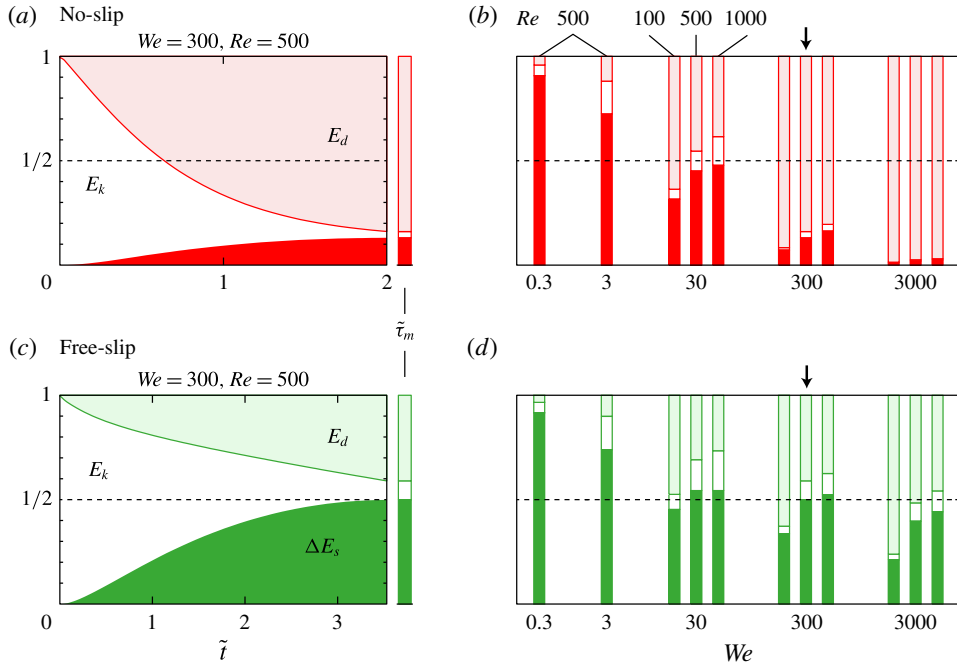 (a) No-slip
We = 300, Re = 500
1
1/2
0
1
2
E_d
E_k
τ̃_m
(b)
Re 500 100 500 1000
0.3 3 30 300 3000
(c) Free-slip
We = 300, Re = 500
1
1/2
0
1
2
3
E_d
E_k
ΔE_s
t̃
(d)
0.3 3 30 300 3000
We